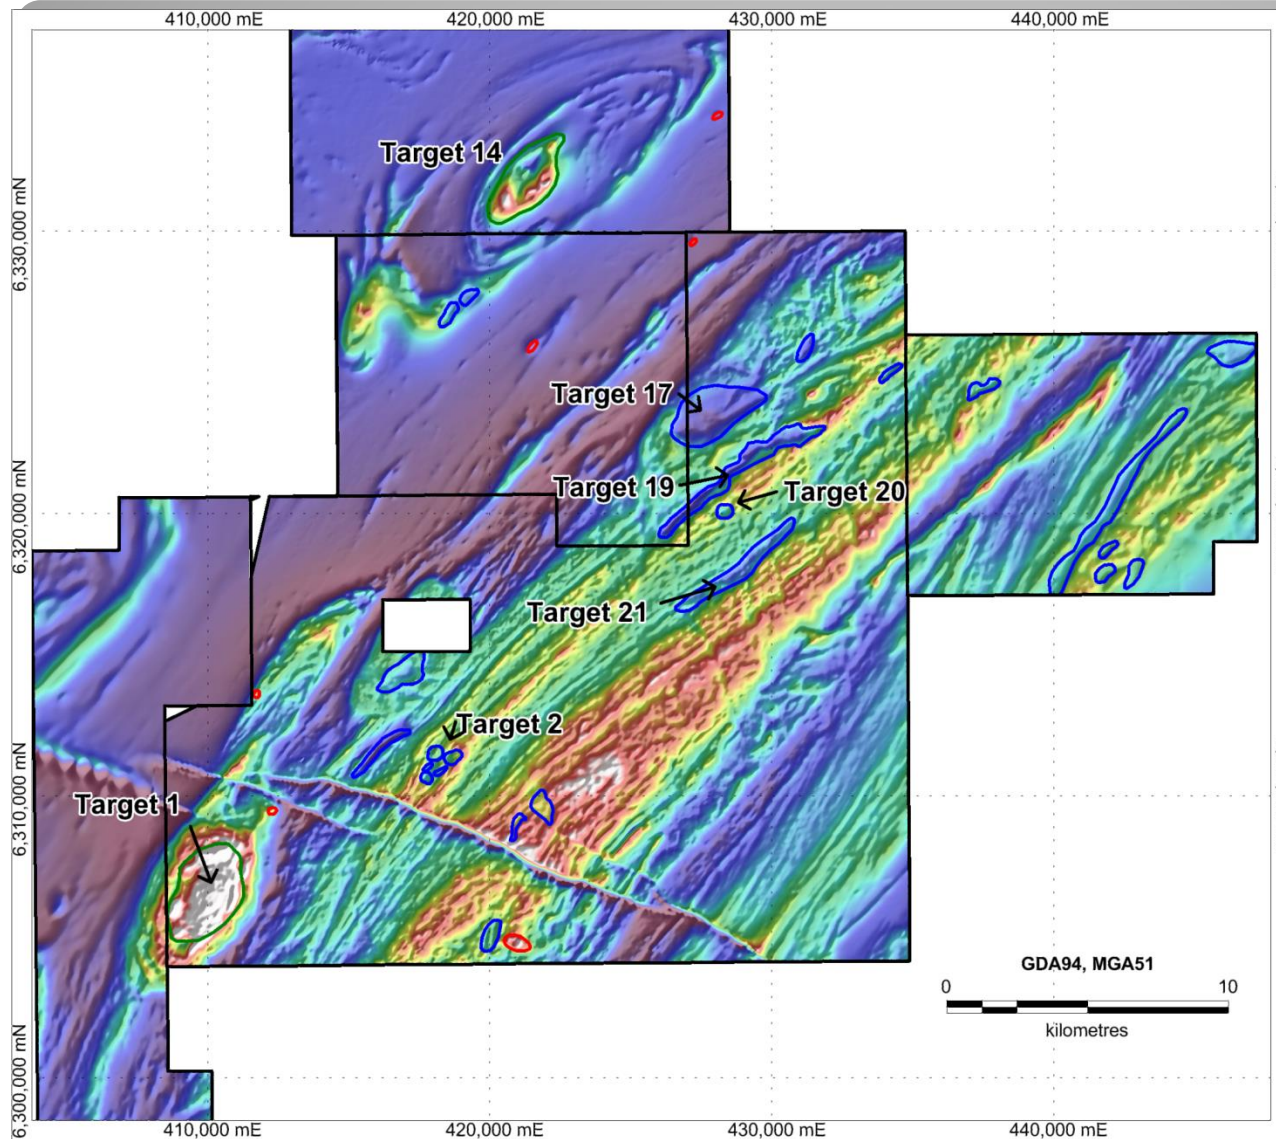 410,000 mE
420,000 mE
430,000 mE
440,000 mE
Target 14
6,330,000 mN
Target 17
Target 19
Target 20
6,320,000 mN
Target 21
Target 2
6,310,000 mN
Target 1
GDA94, MGA51
0
10
kilometres
6,300,000 mN
410,000 mE
420,000 mE
430,000 mE
440,000 mE